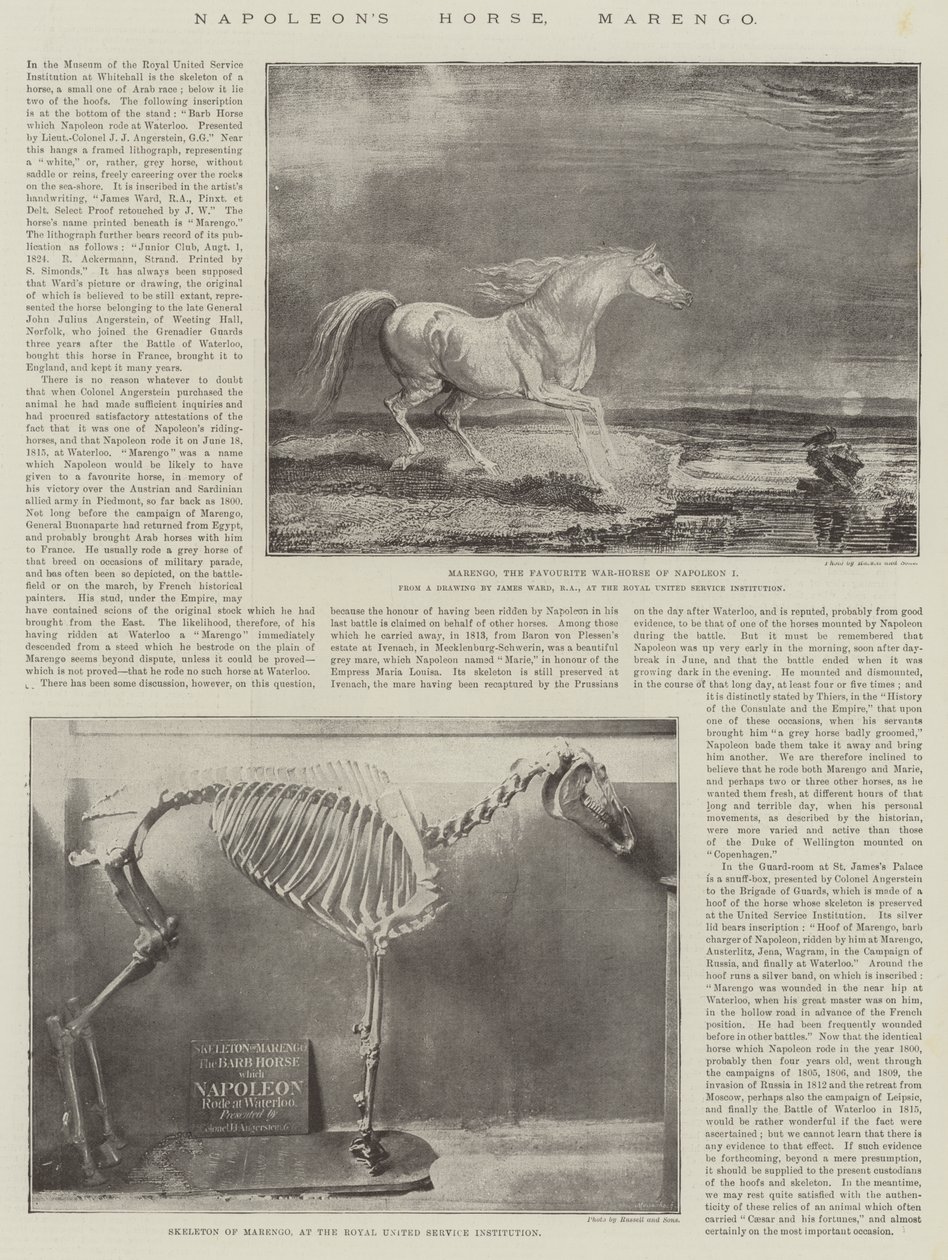 NAPOLEON'S HORSE, MARENGO.
In the Museum of the Royal United Service
Institution at Whitehall is the skeleton of a
horse, a small one of Arab race; below it lie
two of the hoofs. The following inscription
is at the bottom of the stand: "Barb Horse
which Napoleon rode at Waterloo. Presented
by Lieut.-Colonel J. J. Angerstein, G.G." Near
this hangs a framed lithograph, representing
a "white," or, rather, grey horse, without
saddle or reins, freely careering over the rocks
on the sea-shore. It is inscribed in the artist's
handwriting, "James Ward, R.A., Pinxt. et
Delt. Select Proof retouched by J. W." The
horse's name printed beneath is "Marengo."
The lithograph further bears record of its pub-
lication as follows: "Junior Club, Augt. 1,
1824. R. Ackermann, Strand. Printed by
S. Simonds." It has always been supposed
that Ward's picture or drawing, the original
of which is believed to be still extant, repre-
sented the horse belonging to the late General
John Julius Angerstein, of Weeting Hall,
Norfolk, who joined the Grenadier Guards
three years after the Battle of Waterloo,
bought this horse in France, brought it to
England, and kept it many years.
There is no reason whatever to doubt
that when Colonel Angerstein purchased the
animal he had made sufficient inquiries and
had procured satisfactory attestations of the
fact that it was one of Napoleon's riding-
horses, and that Napoleon rode it on June 18,
1815, at Waterloo. "Marengo" was a name
which Napoleon would be likely to have
given to a favourite horse, in memory of
his victory over the Austrian and Sardinian
allied army in Piedmont, so far back as 1800.
Not long before the campaign of Marengo,
General Buonaparte had returned from Egypt,
and probably brought Arab horses with him
to France. He usually rode a grey horse of
that breed on occasions of military parade,
and has often been so depicted, on the battle-
field or on the march, by French historical
painters. His stud, under the Empire, may
have contained scions of the original stock which he had
brought from the East. The likelihood, therefore, of his
having ridden at Waterloo a "Marengo" immediately
descended from a steed which he bestrode on the plain of
Marengo seems beyond dispute, unless it could be proved—
which is not proved—that he rode no such horse at Waterloo.
There has been some discussion, however, on this question,
Photo by Russell and Sons.
MARENGO, THE FAVOURITE WAR-HORSE OF NAPOLEON I.
FROM A DRAWING BY JAMES WARD, R.A., AT THE ROYAL UNITED SERVICE INSTITUTION.
because the honour of having been ridden by Napoleon in his
last battle is claimed on behalf of other horses. Among those
which he carried away, in 1813, from Baron von Plessen's
estate at Ivenach, in Mecklenburg-Schwerin, was a beautiful
grey mare, which Napoleon named "Marie," in honour of the
Empress Maria Louisa. Its skeleton is still preserved at
Ivenach, the mare having been recaptured by the Prussians
on the day after Waterloo, and is reputed, probably from good
evidence, to be that of one of the horses mounted by Napoleon
during the battle. But it must be remembered that
Napoleon was up very early in the morning, soon after day-
break in June, and that the battle ended when it was
growing dark in the evening. He mounted and dismounted,
in the course of that long day, at least four or five times; and
it is distinctly stated by Thiers, in the "History
of the Consulate and the Empire," that upon
one of these occasions, when his servants
brought him "a grey horse badly groomed,"
Napoleon bade them take it away and bring
him another. We are therefore inclined to
believe that he rode both Marengo and Marie,
and perhaps two or three other horses, as he
wanted them fresh, at different hours of that
long and terrible day, when his personal
movements, as described by the historian,
were more varied and active than those
of the Duke of Wellington mounted on
"Copenhagen."
In the Guard-room at St. James's Palace
is a snuff-box, presented by Colonel Angerstein
to the Brigade of Guards, which is made of a
hoof of the horse whose skeleton is preserved
at the United Service Institution. Its silver
lid bears inscription: "Hoof of Marengo, barb
charger of Napoleon, ridden by him at Marengo,
Austerlitz, Jena, Wagram, in the Campaign of
Russia, and finally at Waterloo." Around the
hoof runs a silver band, on which is inscribed:
"Marengo was wounded in the near hip at
Waterloo, when his great master was on him,
in the hollow road in advance of the French
position. He had been frequently wounded
before in other battles." Now that the identical
horse which Napoleon rode in the year 1800,
probably then four years old, went through
the campaigns of 1805, 1806, and 1809, the
invasion of Russia in 1812 and the retreat from
Moscow, perhaps also the campaign of Leipsic,
and finally the Battle of Waterloo in 1815,
would be rather wonderful if the fact were
ascertained; but we cannot learn that there is
any evidence to that effect. If such evidence
be forthcoming, beyond a mere presumption,
it should be supplied to the present custodians
of the hoofs and skeleton. In the meantime,
we may rest quite satisfied with the authen-
ticity of these relics of an animal which often
carried "Cæsar and his fortunes," and almost
certainly on the most important occasion.
SKELETON OF MARENGO
The BARB HORSE
which
NAPOLEON
Rode at Waterloo.
Presented by
Colonel J.J. Angerstein, G.G.
Photo by Russell and Sons.
SKELETON OF MARENGO, AT THE ROYAL UNITED SERVICE INSTITUTION.